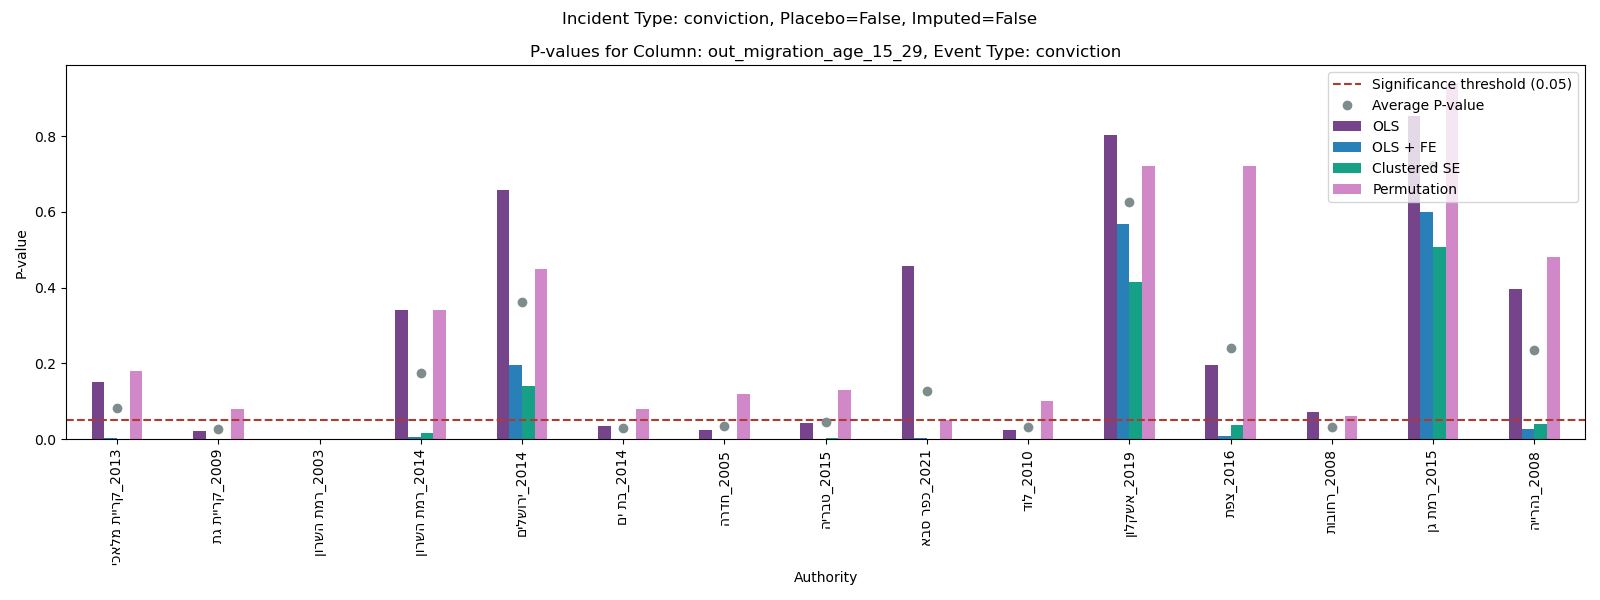 Incident Type: conviction, Placebo=False, Imputed=False
P-values for Column: out_migration_age_15_29, Event Type: conviction
Significance threshold (0.05)
Average P-value
OLS
OLS + FE
Clustered SE
Permutation
P-value
0.8
0.6
0.4
0.2
0.0
קריית מלאכי_2013
קריית גת_2009
רמת השרון_2003
רמת השרון_2014
ירושלים_2014
בת ים_2014
חדרה_2005
טבריה_2015
כפר סבא_2021
לוד_2010
אשקלון_2019
צפת_2016
רחובות_2008
רמת גן_2015
נהרייה_2008
Authority